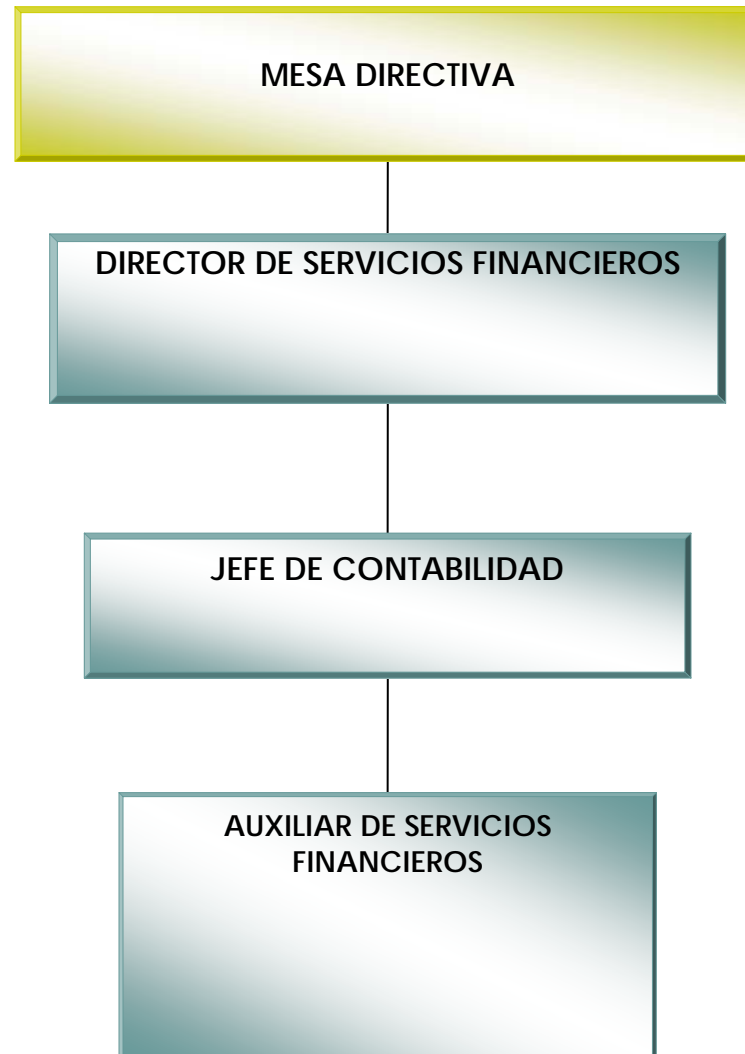 MESA DIRECTIVA
DIRECTOR DE SERVICIOS FINANCIEROS
JEFE DE CONTABILIDAD
AUXILIAR DE SERVICIOS
FINANCIEROS